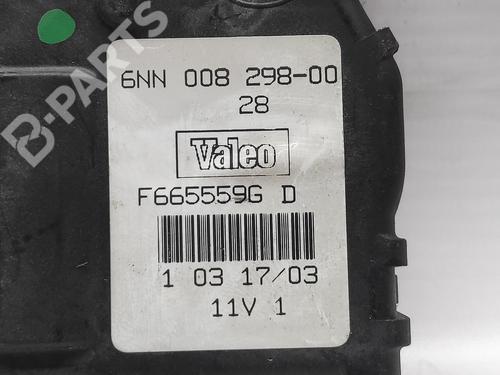 6NN 008 298-00
28
Valeo
F665559G D
1 03 17/03
11V 1
B-PARTS